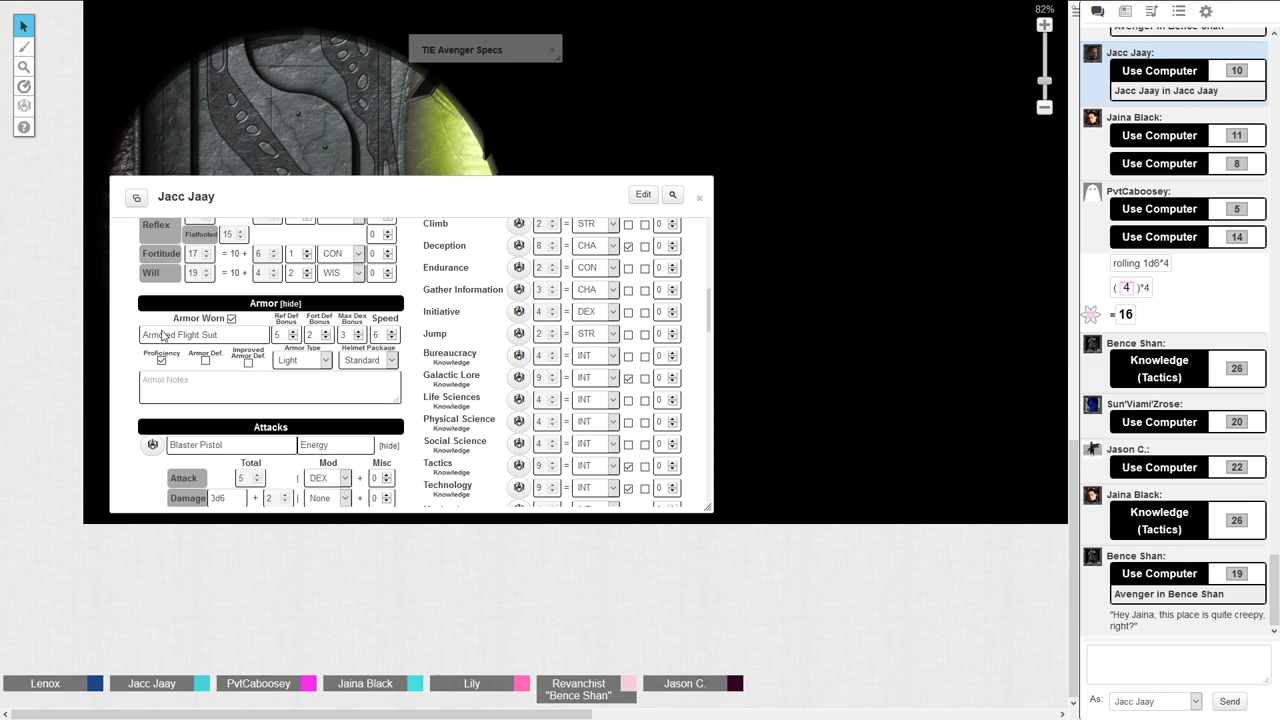 82%
TIE Avenger Specs
×
Jacc Jaay
Edit
×
Reflex
Flatfooted 15 0
Fortitude 17 = 10 + 6 1 CON 0
Will 19 = 10 + 4 2 WIS 0
Armor [hide]
Armor Worn
Ref Def Bonus
Fort Def Bonus
Max Dex Bonus
Speed
Armored Flight Suit 5 2 3 6
Proficiency
Armor Def.
Improved Armor Def.
Armor Type
Helmet Package
Light
Standard
Armor Notes
Attacks
Blaster Pistol
Energy
[hide]
Total
Mod
Misc
Attack 5 | DEX + 0
Damage 3d6 + 2 | None + 0
Climb 2 = STR 0
Deception 8 = CHA 0
Endurance 2 = CON 0
Gather Information 3 = CHA 0
Initiative 4 = DEX 0
Jump 2 = STR 0
Bureaucracy
Knowledge
4 = INT 0
Galactic Lore
Knowledge
9 = INT 0
Life Sciences
Knowledge
4 = INT 0
Physical Science
Knowledge
4 = INT 0
Social Science
Knowledge
4 = INT 0
Tactics
Knowledge
9 = INT 0
Technology
Knowledge
9 = INT 0
Lenox
Jacc Jaay
PvtCaboosey
Jaina Black
Lily
Revanchist
"Bence Shan"
Jason C.
Avenger in Bence Shan
Jacc Jaay:
Use Computer 10
Jacc Jaay in Jacc Jaay
Jaina Black:
Use Computer 11
Use Computer 8
PvtCaboosey:
Use Computer 5
Use Computer 14
rolling 1d6*4
( 4 )*4
= 16
Bence Shan:
Knowledge
(Tactics)
26
Sun'Viami'Zrose:
Use Computer 20
Jason C.:
Use Computer 22
Jaina Black:
Knowledge
(Tactics)
26
Bence Shan:
Use Computer 19
Avenger in Bence Shan
"Hey Jaina, this place is quite creepy,
right?"
As:
Jacc Jaay
Send